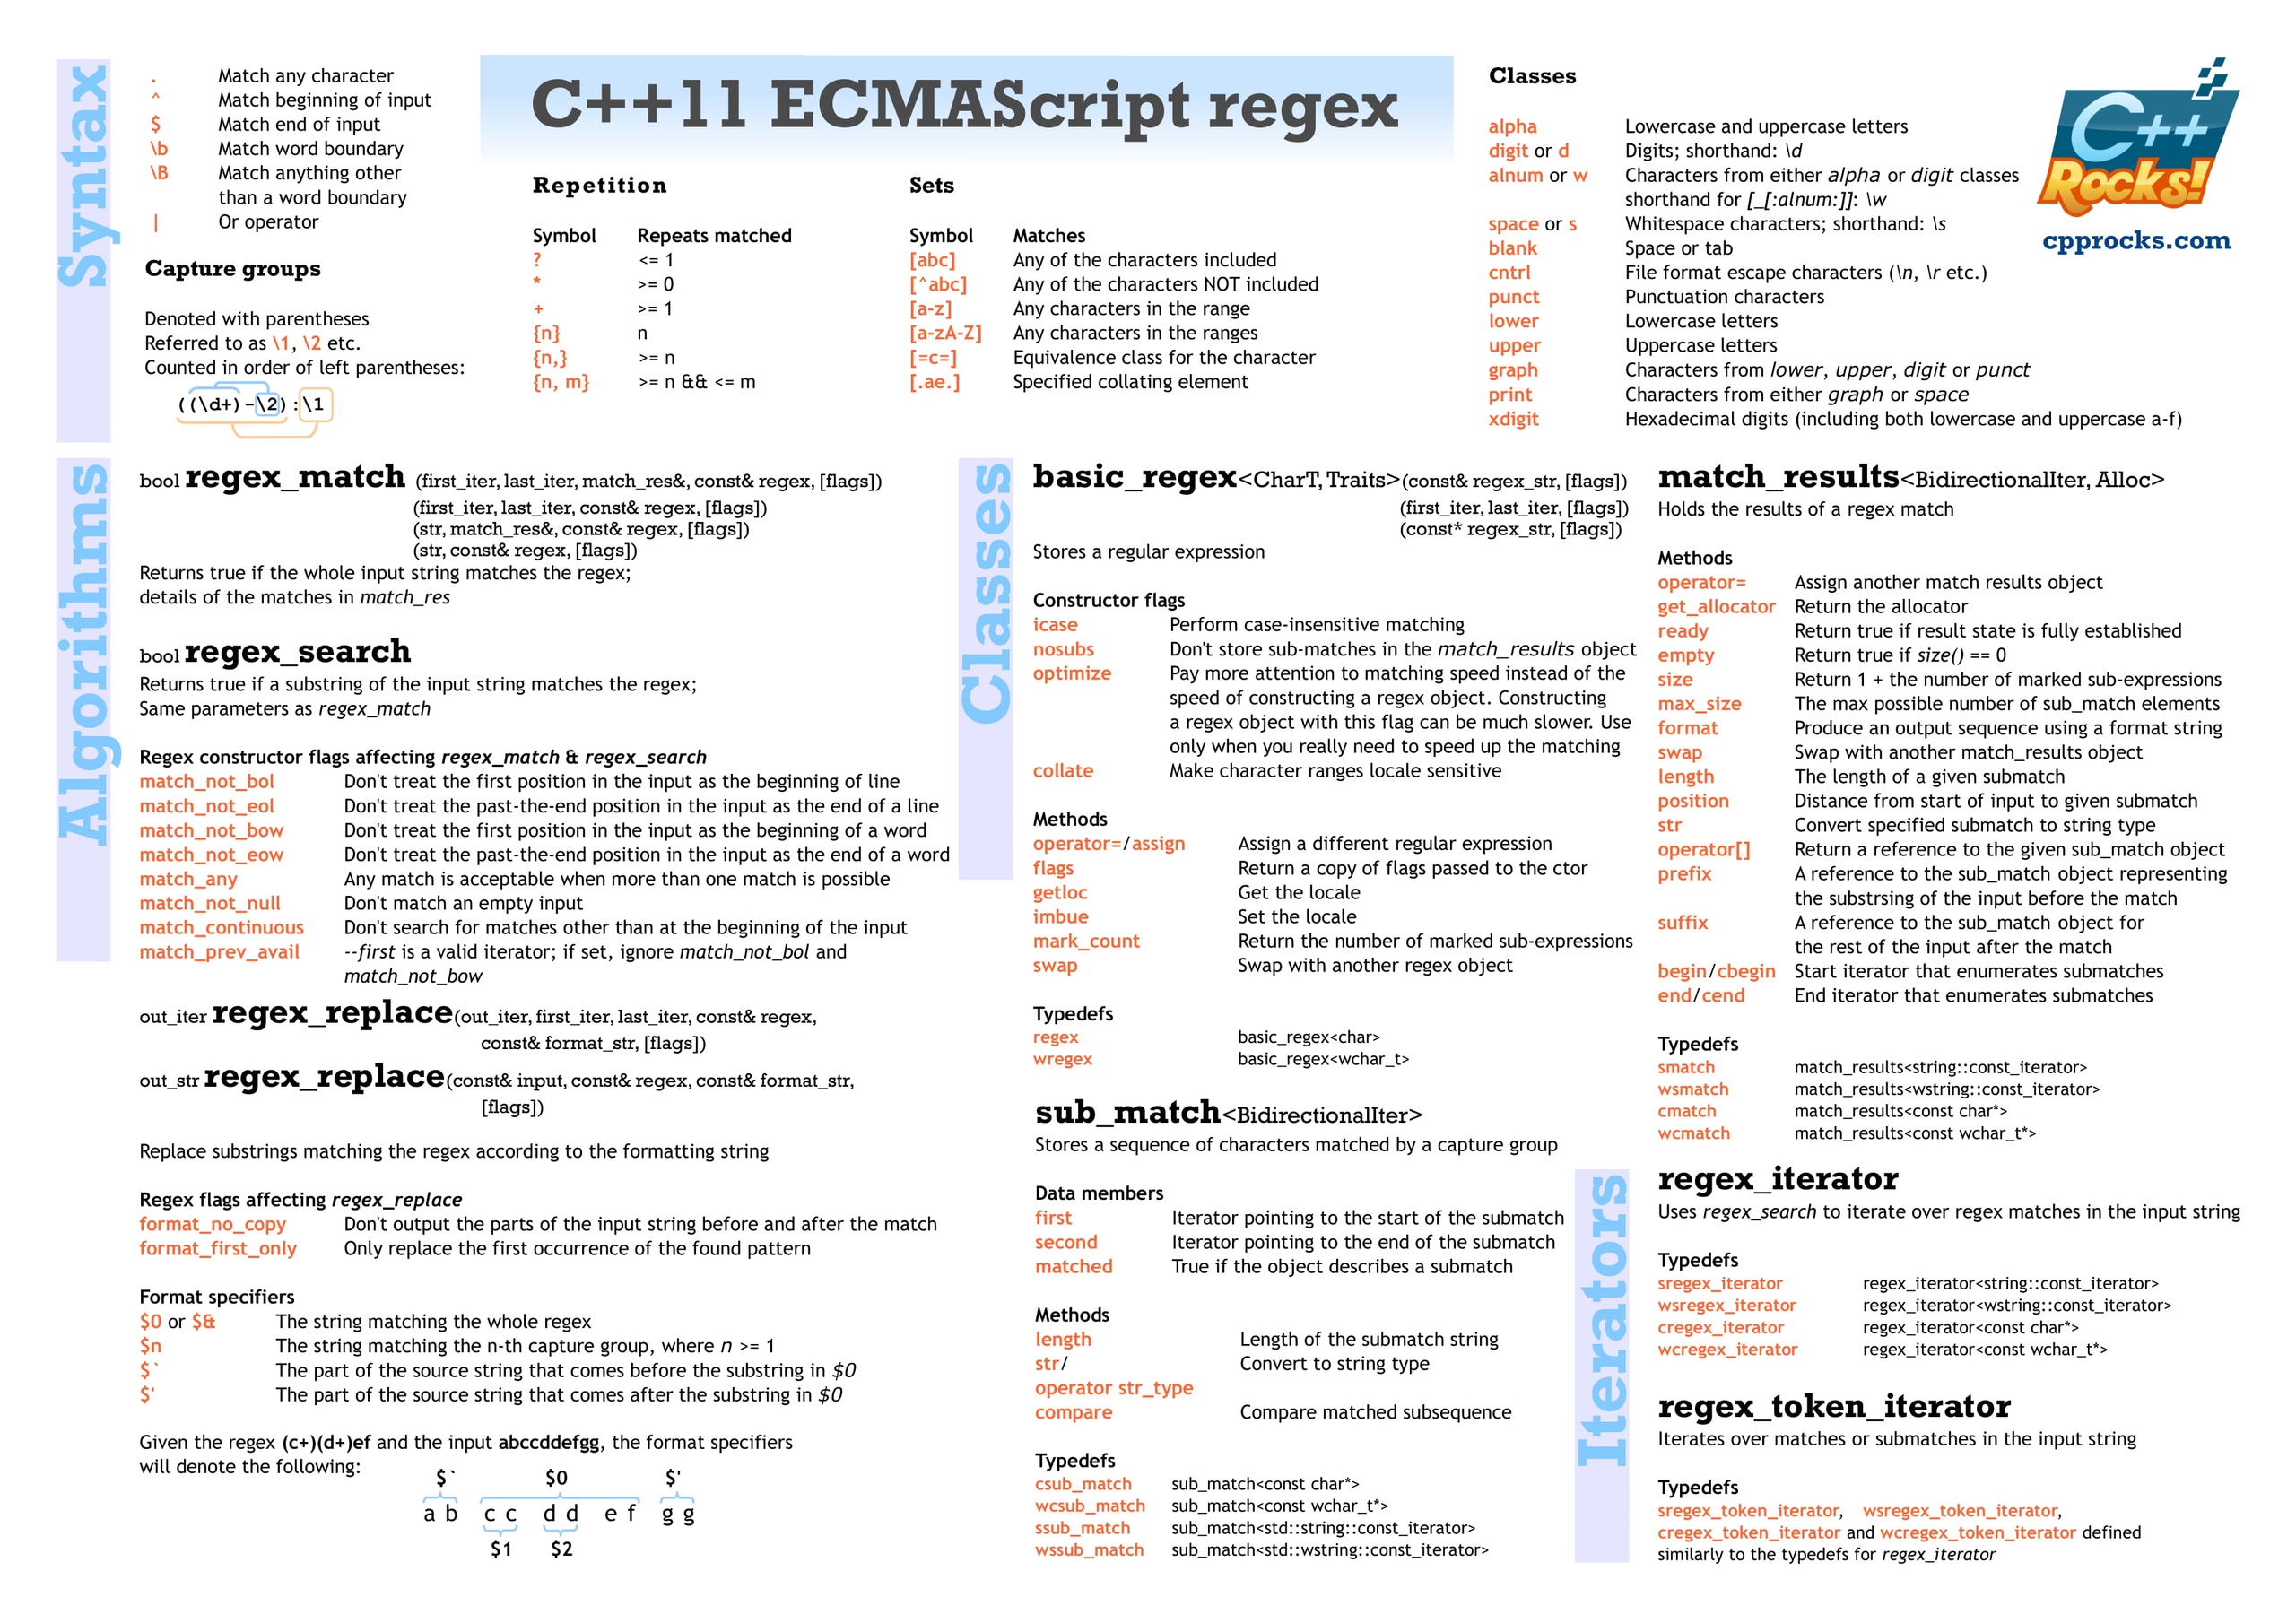 Syntax
. Match any character
^ Match beginning of input
$ Match end of input
\b Match word boundary
\B Match anything other
than a word boundary
| Or operator
Capture groups
Denoted with parentheses
Referred to as \1, \2 etc.
Counted in order of left parentheses:
((\d+)-\2):\1
C++11 ECMAScript regex
Repetition
Symbol Repeats matched
? <= 1
* >= 0
+ >= 1
{n} n
{n,} >= n
{n, m} >= n && <= m
Sets
Symbol Matches
[abc] Any of the characters included
[^abc] Any of the characters NOT included
[a-z] Any characters in the range
[a-zA-Z] Any characters in the ranges
[=c=] Equivalence class for the character
[.ae.] Specified collating element
Classes
alpha Lowercase and uppercase letters
digit or d Digits; shorthand: \d
alnum or w Characters from either alpha or digit classes
shorthand for [_[:alnum:]]: \w
space or s Whitespace characters; shorthand: \s
blank Space or tab
cntrl File format escape characters (\n, \r etc.)
punct Punctuation characters
lower Lowercase letters
upper Uppercase letters
graph Characters from lower, upper, digit or punct
print Characters from either graph or space
xdigit Hexadecimal digits (including both lowercase and uppercase a-f)
C++
Rocks!
cpprocks.com
Algorithms
bool regex_match (first_iter, last_iter, match_res&, const& regex, [flags])
(first_iter, last_iter, const& regex, [flags])
(str, match_res&, const& regex, [flags])
(str, const& regex, [flags])
Returns true if the whole input string matches the regex;
details of the matches in match_res
bool regex_search
Returns true if a substring of the input string matches the regex;
Same parameters as regex_match
Regex constructor flags affecting regex_match & regex_search
match_not_bol Don't treat the first position in the input as the beginning of line
match_not_eol Don't treat the past-the-end position in the input as the end of a line
match_not_bow Don't treat the first position in the input as the beginning of a word
match_not_eow Don't treat the past-the-end position in the input as the end of a word
match_any Any match is acceptable when more than one match is possible
match_not_null Don't match an empty input
match_continuous Don't search for matches other than at the beginning of the input
match_prev_avail --first is a valid iterator; if set, ignore match_not_bol and
match_not_bow
out_iter regex_replace(out_iter, first_iter, last_iter, const& regex,
const& format_str, [flags])
out_str regex_replace(const& input, const& regex, const& format_str,
[flags])
Replace substrings matching the regex according to the formatting string
Regex flags affecting regex_replace
format_no_copy Don't output the parts of the input string before and after the match
format_first_only Only replace the first occurrence of the found pattern
Format specifiers
$0 or $& The string matching the whole regex
$n The string matching the n-th capture group, where n >= 1
$` The part of the source string that comes before the substring in $0
$' The part of the source string that comes after the substring in $0
Given the regex (c+)(d+)ef and the input abccddefgg, the format specifiers
will denote the following:
$` $0 $'
a b c c d d e f g g
$1 $2
Classes
basic_regex<CharT, Traits>(const& regex_str, [flags])
(first_iter, last_iter, [flags])
(const* regex_str, [flags])
Stores a regular expression
Constructor flags
icase Perform case-insensitive matching
nosubs Don't store sub-matches in the match_results object
optimize Pay more attention to matching speed instead of the
speed of constructing a regex object. Constructing
a regex object with this flag can be much slower. Use
only when you really need to speed up the matching
collate Make character ranges locale sensitive
Methods
operator=/assign Assign a different regular expression
flags Return a copy of flags passed to the ctor
getloc Get the locale
imbue Set the locale
mark_count Return the number of marked sub-expressions
swap Swap with another regex object
Typedefs
regex basic_regex<char>
wregex basic_regex<wchar_t>
sub_match<BidirectionalIter>
Stores a sequence of characters matched by a capture group
Data members
first Iterator pointing to the start of the submatch
second Iterator pointing to the end of the submatch
matched True if the object describes a submatch
Methods
length Length of the submatch string
str/ Convert to string type
operator str_type
compare Compare matched subsequence
Typedefs
csub_match sub_match<const char*>
wcsub_match sub_match<const wchar_t*>
ssub_match sub_match<std::string::const_iterator>
wssub_match sub_match<std::wstring::const_iterator>
match_results<BidirectionalIter, Alloc>
Holds the results of a regex match
Methods
operator= Assign another match results object
get_allocator Return the allocator
ready Return true if result state is fully established
empty Return true if size() == 0
size Return 1 + the number of marked sub-expressions
max_size The max possible number of sub_match elements
format Produce an output sequence using a format string
swap Swap with another match_results object
length The length of a given submatch
position Distance from start of input to given submatch
str Convert specified submatch to string type
operator[] Return a reference to the given sub_match object
prefix A reference to the sub_match object representing
the substrsing of the input before the match
suffix A reference to the sub_match object for
the rest of the input after the match
begin/cbegin Start iterator that enumerates submatches
end/cend End iterator that enumerates submatches
Typedefs
smatch match_results<string::const_iterator>
wsmatch match_results<wstring::const_iterator>
cmatch match_results<const char*>
wcmatch match_results<const wchar_t*>
Iterators
regex_iterator
Uses regex_search to iterate over regex matches in the input string
Typedefs
sregex_iterator regex_iterator<string::const_iterator>
wsregex_iterator regex_iterator<wstring::const_iterator>
cregex_iterator regex_iterator<const char*>
wcregex_iterator regex_iterator<const wchar_t*>
regex_token_iterator
Iterates over matches or submatches in the input string
Typedefs
sregex_token_iterator, wsregex_token_iterator,
cregex_token_iterator and wcregex_token_iterator defined
similarly to the typedefs for regex_iterator